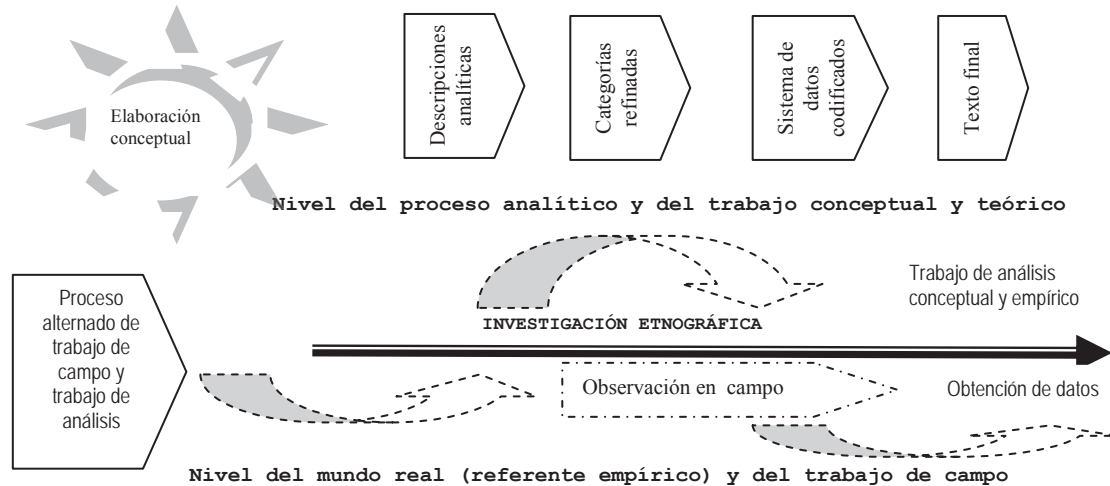 Elaboración
conceptual
Descripciones
analíticas
Categorías
refinadas
Sistema de
datos
codificados
Texto final
Nivel del proceso analítico y del trabajo conceptual y teórico
Proceso
alternado de
trabajo de
campo y
trabajo de
análisis
Trabajo de análisis
conceptual y empírico
INVESTIGACIÓN ETNOGRÁFICA
Observación en campo
Obtención de datos
Nivel del mundo real (referente empírico) y del trabajo de campo